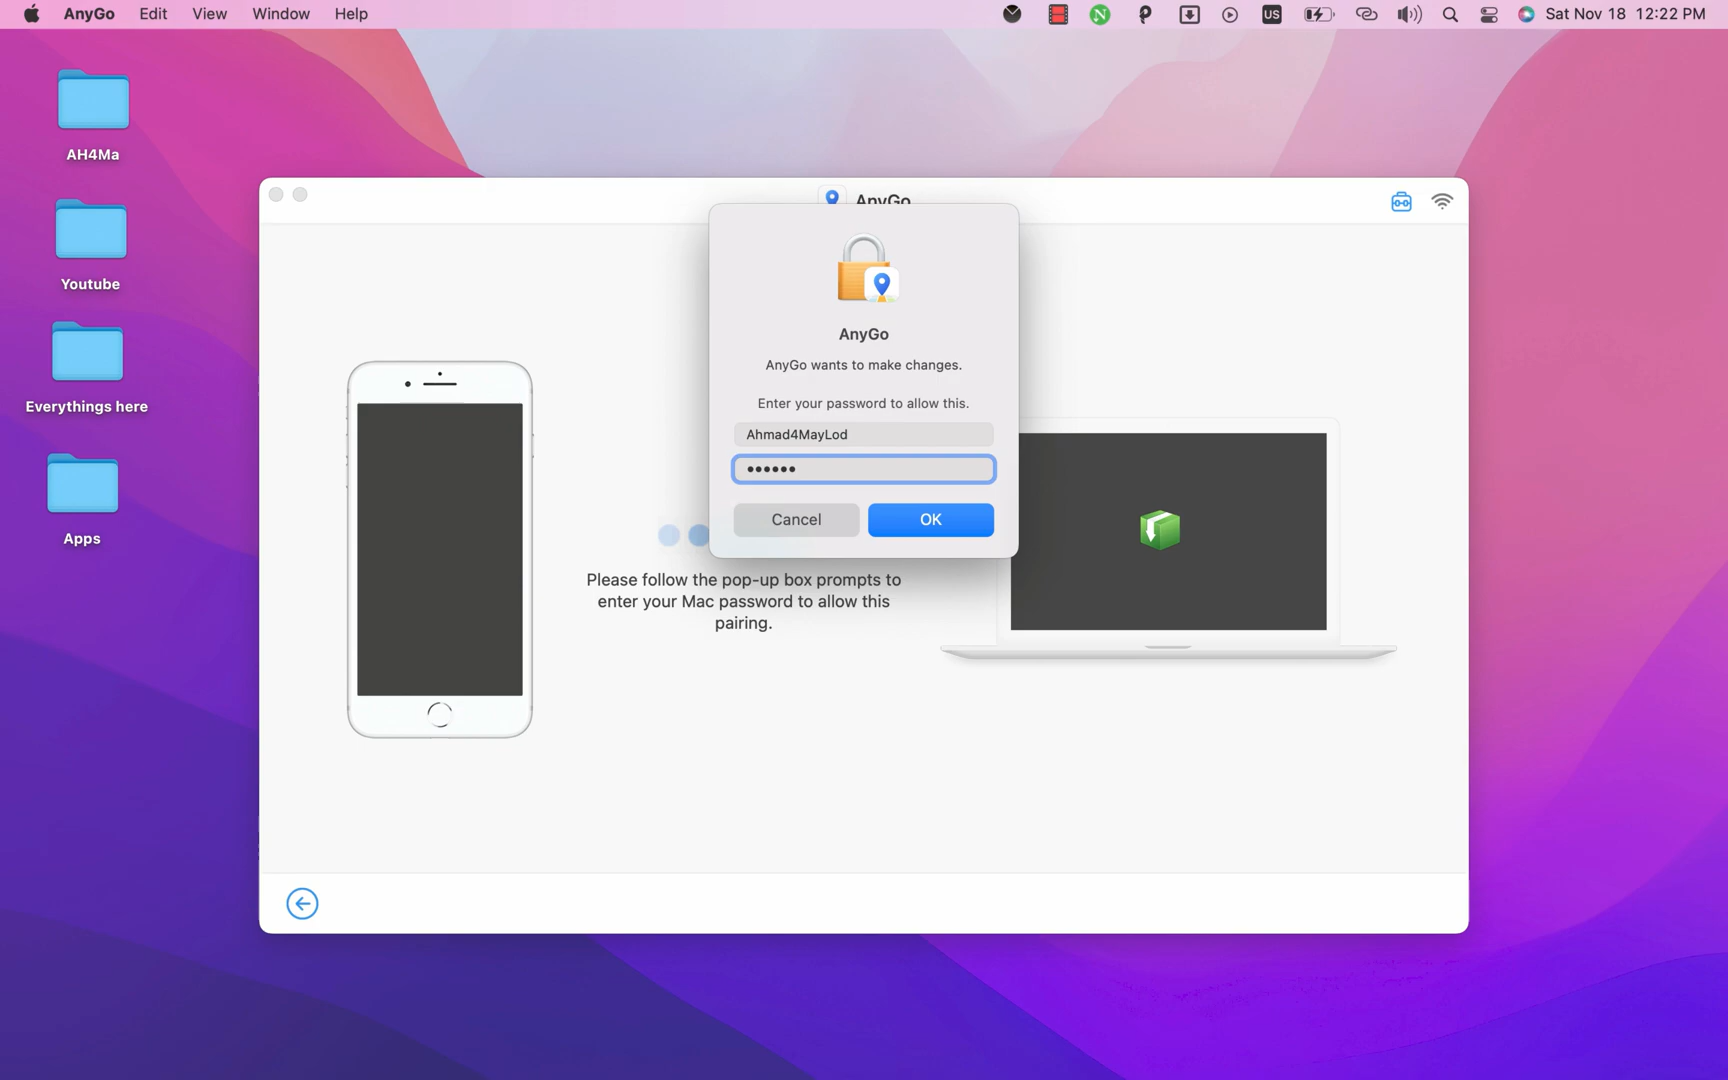 AnyGo Edit View Window Help
N US Sat Nov 18 12:22 PM
AH4Ma
Youtube
Everythings here
Apps
AnyGo
AnyGo
AnyGo wants to make changes.
Enter your password to allow this.
Ahmad4MayLod
••••••
Cancel OK
Please follow the pop-up box prompts to
enter your Mac password to allow this
pairing.